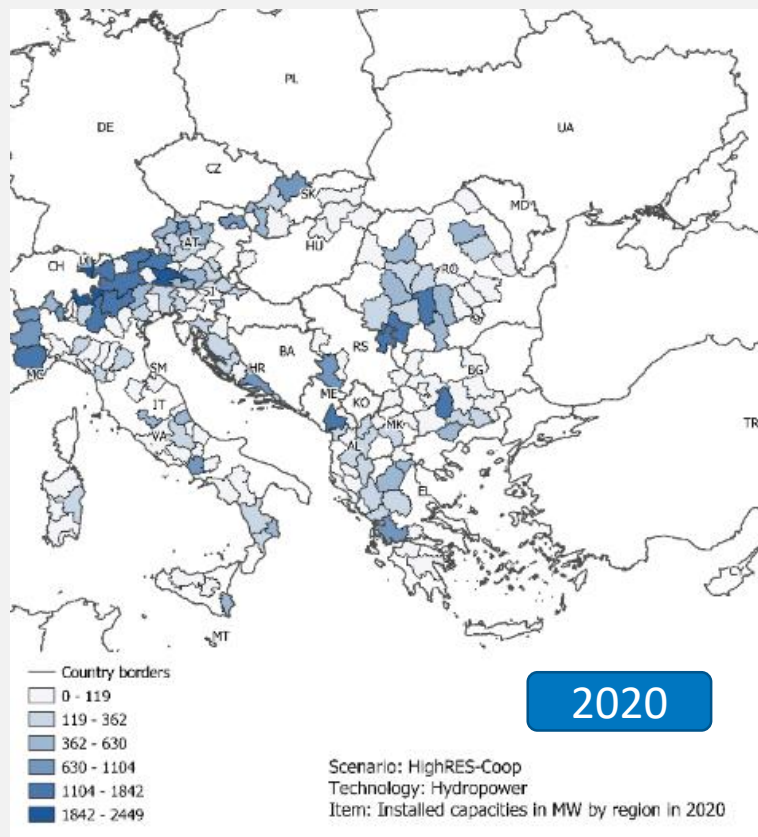 PL
DE
UA
CZ
SK
MD
AT
HU
CH
RO
SI
HR
BA
RS
SM
BG
MC
ME
KO
IT
VA
MK
AL
TR
EL
CY
MT
Country borders
0 - 119
119 - 362
362 - 630
630 - 1104
1104 - 1842
1842 - 2449
2020
Scenario: HighRES-Coop
Technology: Hydropower
Item: Installed capacities in MW by region in 2020